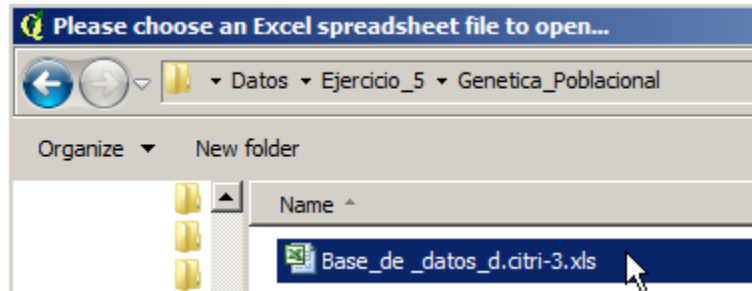 Please choose an Excel spreadsheet file to open...
Datos Ejercicio_5 Genetica_Poblacional
Organize New folder
Name
Base_de _datos_d.citri-3.xls